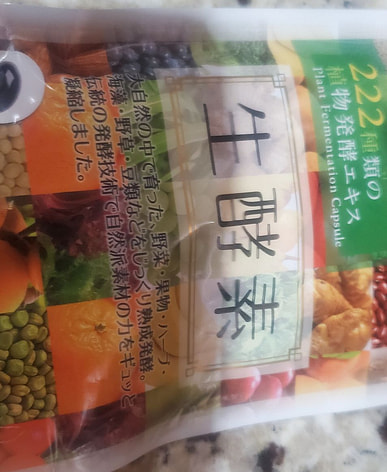 222種類の
植物発酵エキス
Plant Fermentation Capsule
生酵素
大自然の中で育った、野菜・果物・ハーブ・
海藻・野草・豆類などをじっくり熟成発酵。
伝統の発酵技術で自然派素材の力をギュッと
凝縮しました。